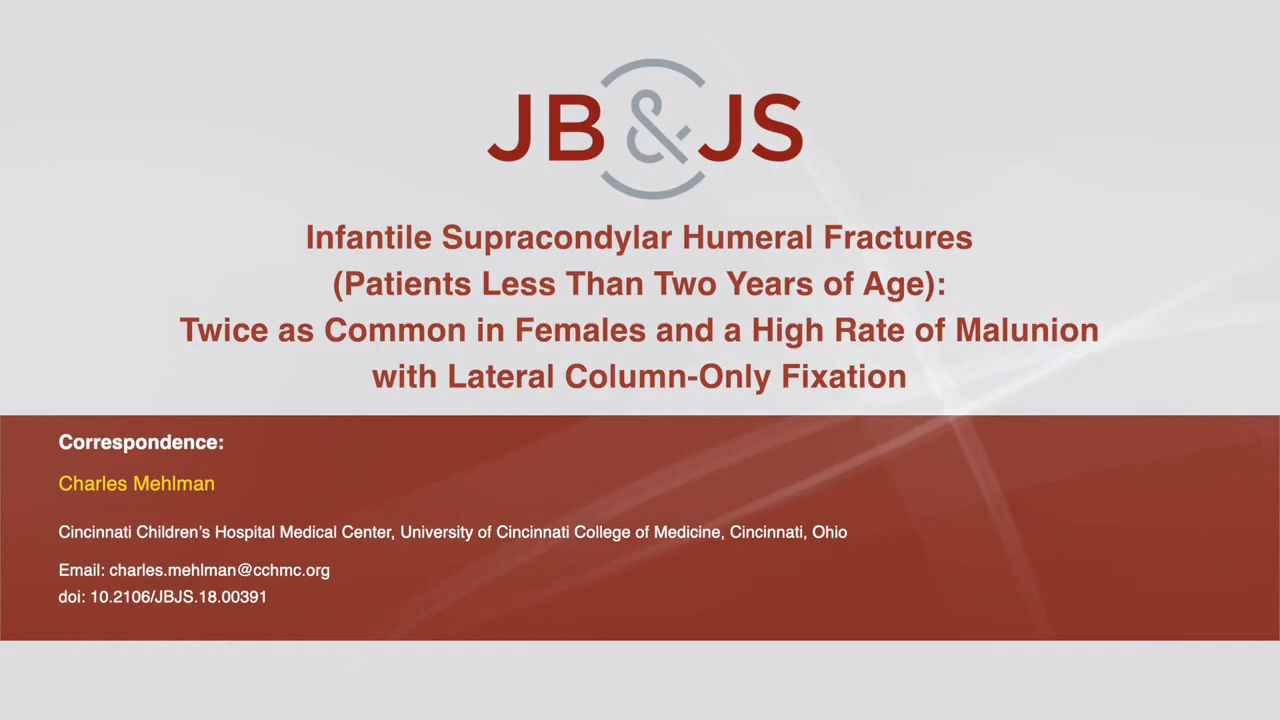 JB&JS
Infantile Supracondylar Humeral Fractures
(Patients Less Than Two Years of Age):
Twice as Common in Females and a High Rate of Malunion
with Lateral Column-Only Fixation
Correspondence:
Charles Mehlman
Cincinnati Children’s Hospital Medical Center, University of Cincinnati College of Medicine, Cincinnati, Ohio
Email: charles.mehlman@cchmc.org
doi: 10.2106/JBJS.18.00391